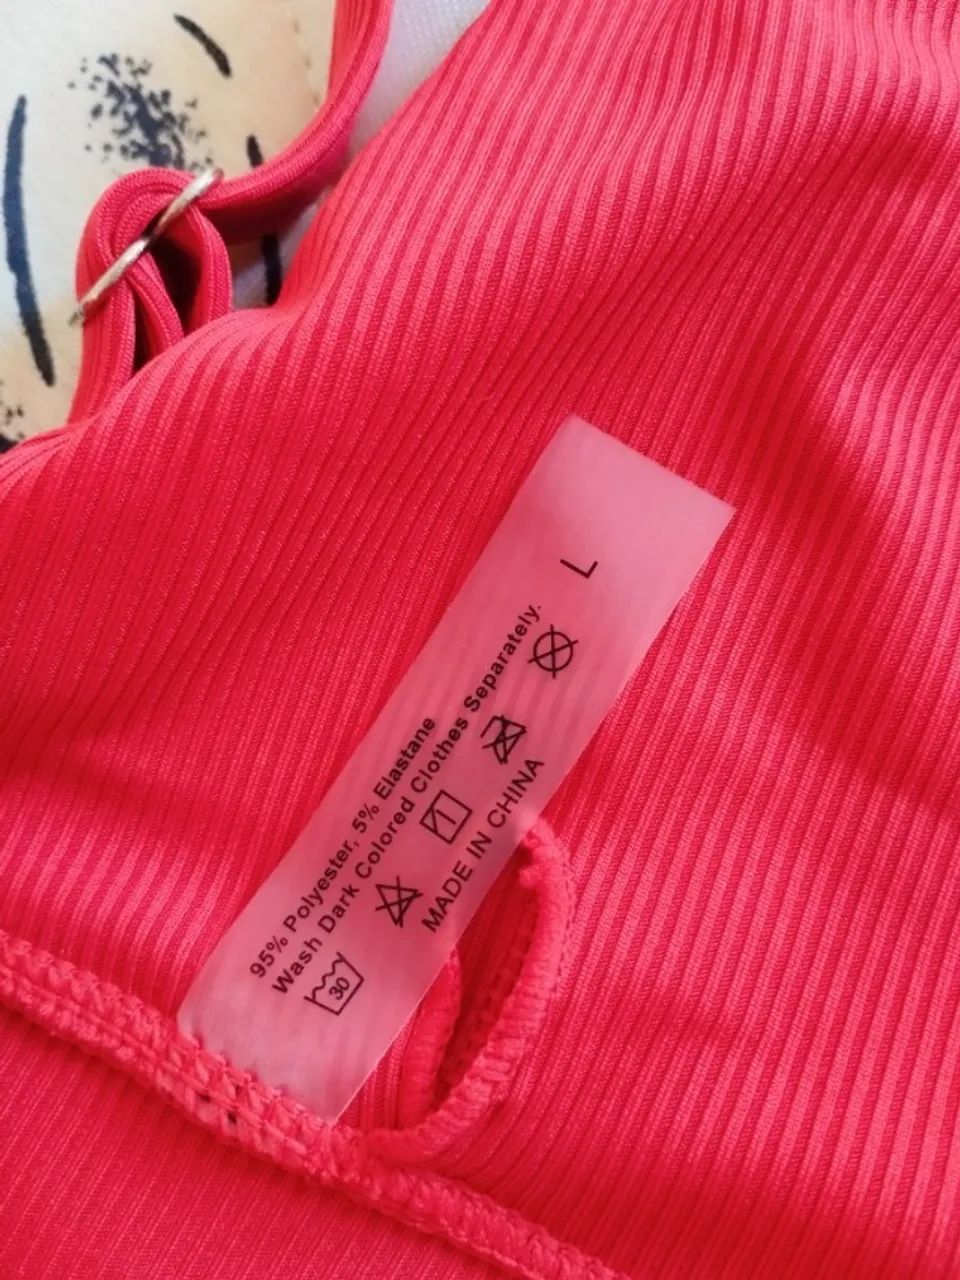 95% Polyester, 5% Elastane
Wash Dark Colored Clothes Separately.
30
MADE IN CHINA
L